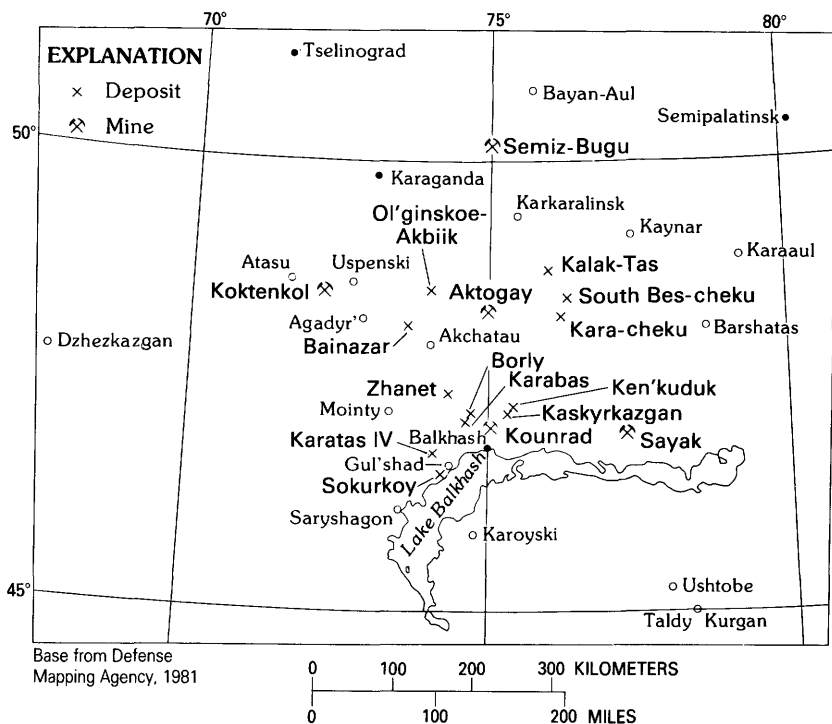 70°
75°
80°
EXPLANATION
× Deposit
⚒ Mine
Tselinograd
Bayan-Aul
Semipalatinsk
50°
Semiz-Bugu
Karaganda
Ol'ginskoe-
Akbiik
Karkaralinsk
Kaynar
Karaaul
Atasu
Uspenski
Kalak-Tas
Koktenkol
Aktogay
South Bes-cheku
Agadyr'
Kara-cheku
Barshatas
Dzhezkazgan
Bainazar
Akchatau
Borly
Karabas
Zhanet
Ken'kuduk
Mointy
Kaskyrkazgan
Karatas IV
Balkhash
Kounrad
Sayak
Gul'shad
Sokurkoy
Saryshagon
Lake Balkhash
Karoyski
45°
Ushtobe
Taldy Kurgan
Base from Defense
Mapping Agency, 1981
0 100 200 300 KILOMETERS
0 100 200 MILES